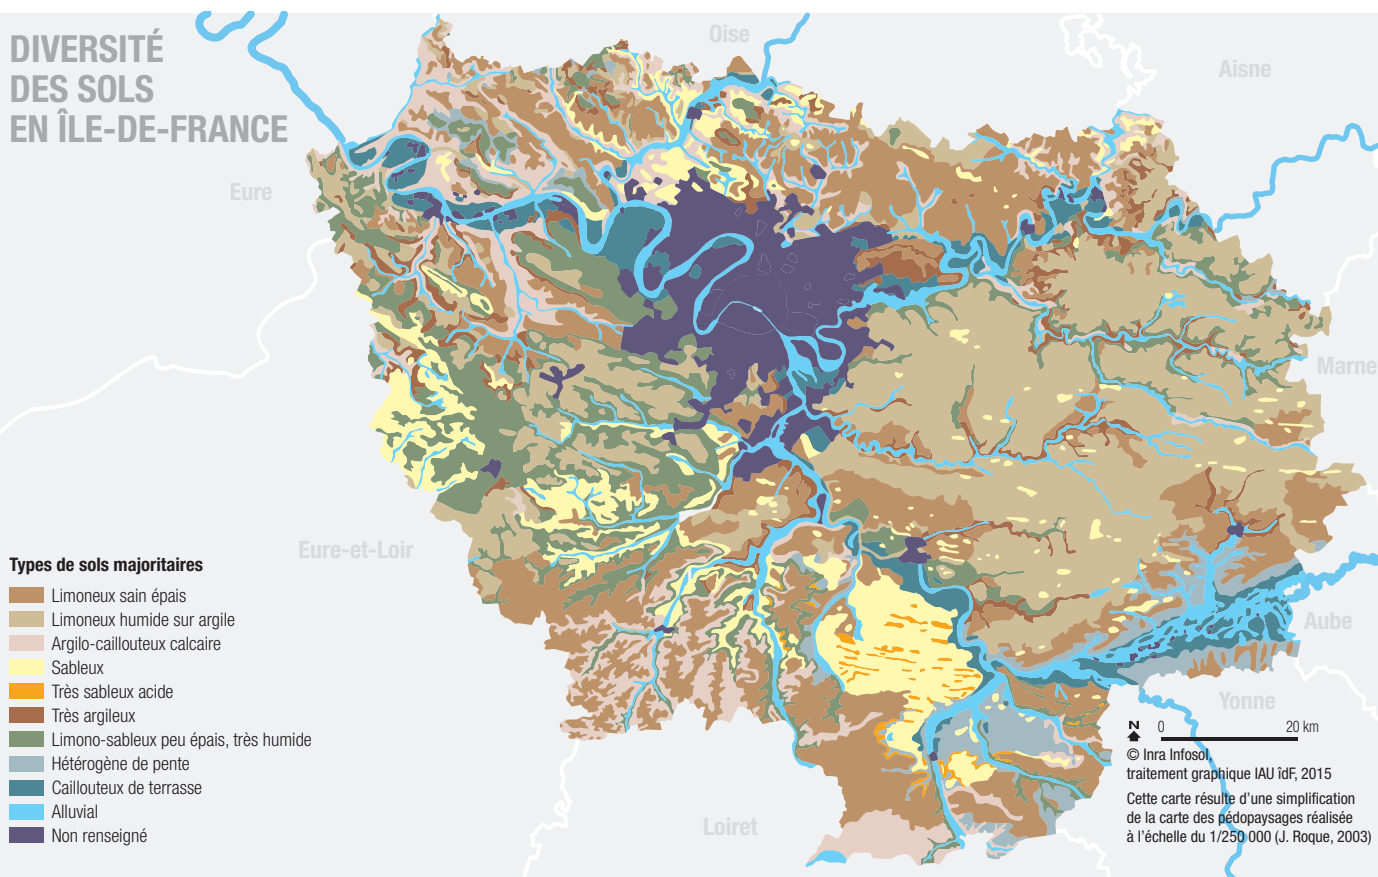 DIVERSITÉ
DES SOLS
EN ÎLE-DE-FRANCE
Oise
Aisne
Eure
Marne
Eure-et-Loir
Aube
Yonne
Loiret
Types de sols majoritaires
Limoneux sain épais
Limoneux humide sur argile
Argilo-caillouteux calcaire
Sableux
Très sableux acide
Très argileux
Limono-sableux peu épais, très humide
Hétérogène de pente
Caillouteux de terrasse
Alluvial
Non renseigné
N 0 20 km
© Inra Infosol,
traitement graphique IAU îdF, 2015
Cette carte résulte d'une simplification
de la carte des pédopaysages réalisée
à l'échelle du 1/250 000 (J. Roque, 2003)